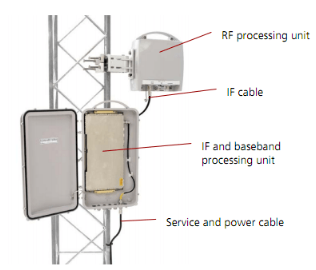 RF processing unit
IF cable
IF and baseband
processing unit
Service and power cable